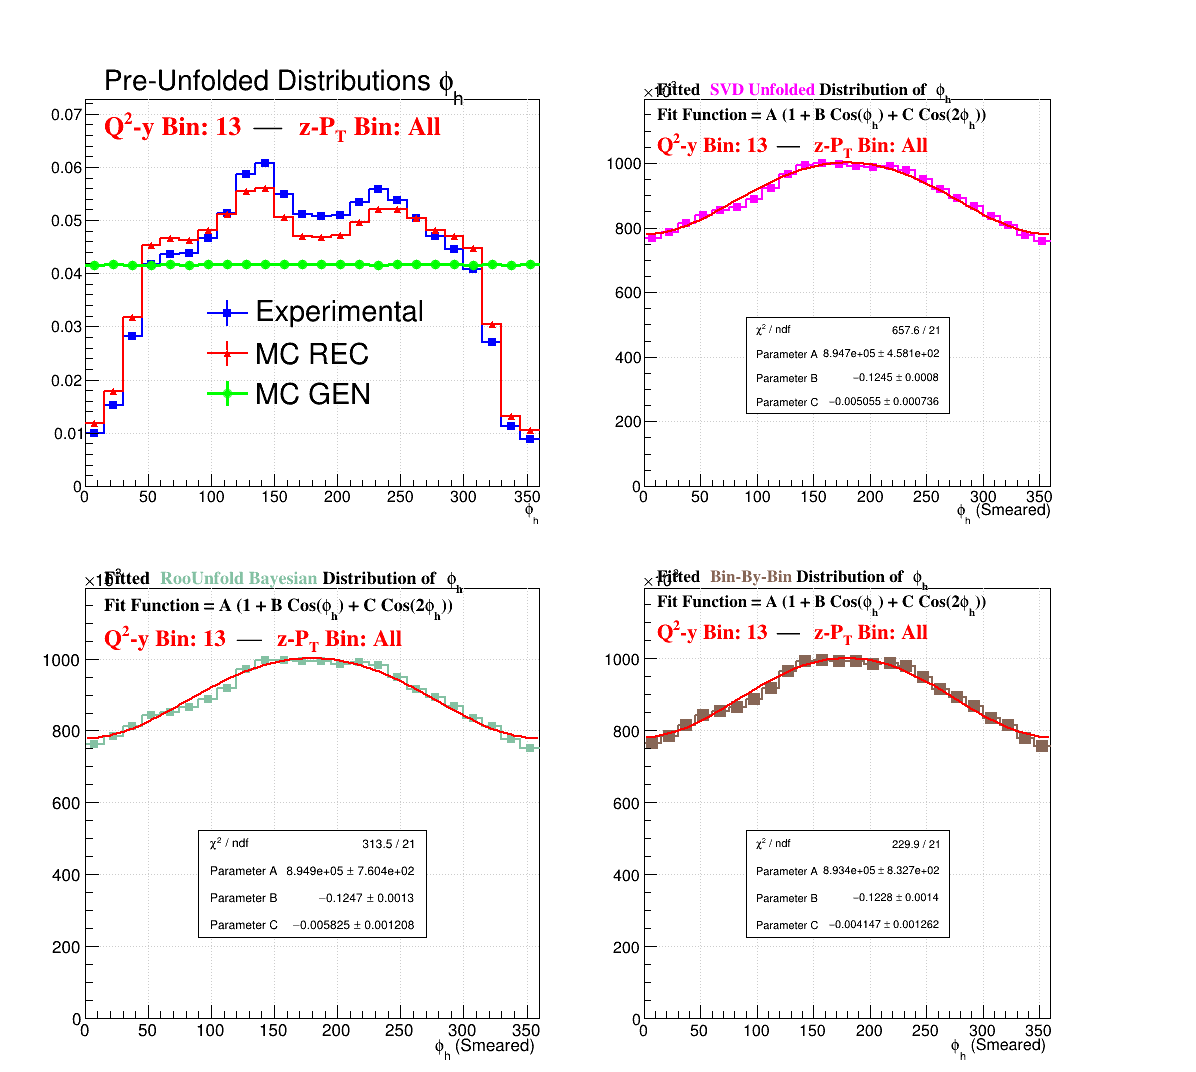 Pre-Unfolded Distributions ϕh
Q²-y Bin: 13 — z-PT Bin: All
0.07
0.06
0.05
0.04
0.03
0.02
0.01
0
Experimental
MC REC
MC GEN
0 50 100 150 200 250 300 350
ϕh
×10³
Fitted SVD Unfolded Distribution of ϕh
Fit Function = A (1 + B Cos(ϕh) + C Cos(2ϕh))
Q²-y Bin: 13 — z-PT Bin: All
1000
800
600
400
200
0
χ² / ndf 657.6 / 21
Parameter A 8.947e+05 ± 4.581e+02
Parameter B −0.1245 ± 0.0008
Parameter C −0.005055 ± 0.000736
0 50 100 150 200 250 300 350
ϕh (Smeared)
×10³
Fitted RooUnfold Bayesian Distribution of ϕh
Fit Function = A (1 + B Cos(ϕh) + C Cos(2ϕh))
Q²-y Bin: 13 — z-PT Bin: All
1000
800
600
400
200
0
χ² / ndf 313.5 / 21
Parameter A 8.949e+05 ± 7.604e+02
Parameter B −0.1247 ± 0.0013
Parameter C −0.005825 ± 0.001208
0 50 100 150 200 250 300 350
ϕh (Smeared)
×10³
Fitted Bin-By-Bin Distribution of ϕh
Fit Function = A (1 + B Cos(ϕh) + C Cos(2ϕh))
Q²-y Bin: 13 — z-PT Bin: All
1000
800
600
400
200
0
χ² / ndf 229.9 / 21
Parameter A 8.934e+05 ± 8.327e+02
Parameter B −0.1228 ± 0.0014
Parameter C −0.004147 ± 0.001262
0 50 100 150 200 250 300 350
ϕh (Smeared)